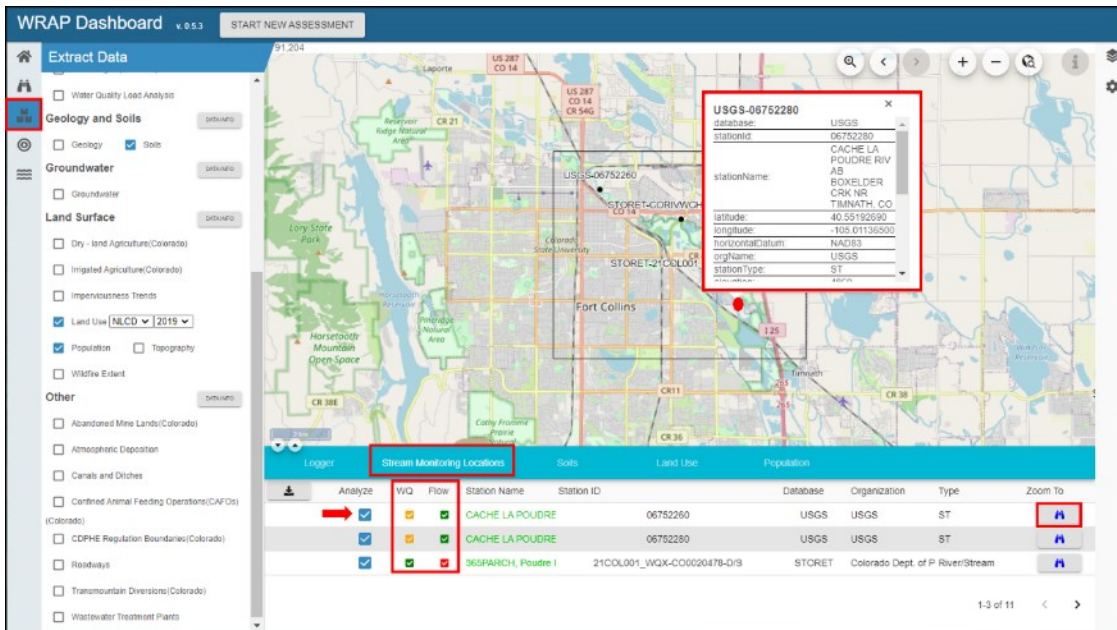 WRAP Dashboard v. 0.5.3 START NEW ASSESSMENT
Extract Data
Water Quality Load Analysis
Geology and Soils DATA INFO
Geology Soils
Groundwater DATA INFO
Groundwater
Land Surface DATA INFO
Dry - land Agriculture(Colorado)
Irrigated Agriculture(Colorado)
Imperviousness Trends
Land Use NLCD 2019
Population Topography
Wildfire Extent
Other DATA INFO
Abandoned Mine Lands(Colorado)
Atmospheric Deposition
Canals and Ditches
Confined Animal Feeding Operations(CAFOs)
(Colorado)
CDPHE Regulation Boundaries(Colorado)
Roadways
Transmountain Diversions(Colorado)
Wastewater Treatment Plants
91,204
Laporte
US 287
CO 14
US 287
CO 14
CR 54G
Reservoir
Ridge Natural
Area
CR 21
USGS-06752260
STORET-CORIVWCH
CO 14
Lory State
Park
Colorado
State University
STORET-21COL001
Fort Collins
Horsetooth
Reservoir
Pineridge
Natural
Area
Horsetooth
Mountain
Open Space
I 25
Timnath
Windsor
Reservoir
CR11
CR 38
CR 38E
265
265
Cathy Fromme
Prairie
Natural
CR 36
USGS-06752280
database: USGS
stationId: 06752280
stationName: CACHE LA
POUDRE RIV
AB
BOXELDER
CRK NR
TIMNATH, CO
latitude: 40.55192690
longitude: -105.01136500
horizontalDatum: NAD83
orgName: USGS
stationType: ST
Logger Stream Monitoring Locations Soils Land Use Population
Analyze WQ Flow Station Name Station ID Database Organization Type Zoom To
CACHE LA POUDRE 06752260 USGS USGS ST
CACHE LA POUDRE 06752280 USGS USGS ST
365PARCH, Poudre I 21COL001_WQX-CO0020478-D/S STORET Colorado Dept. of P River/Stream
1-3 of 11